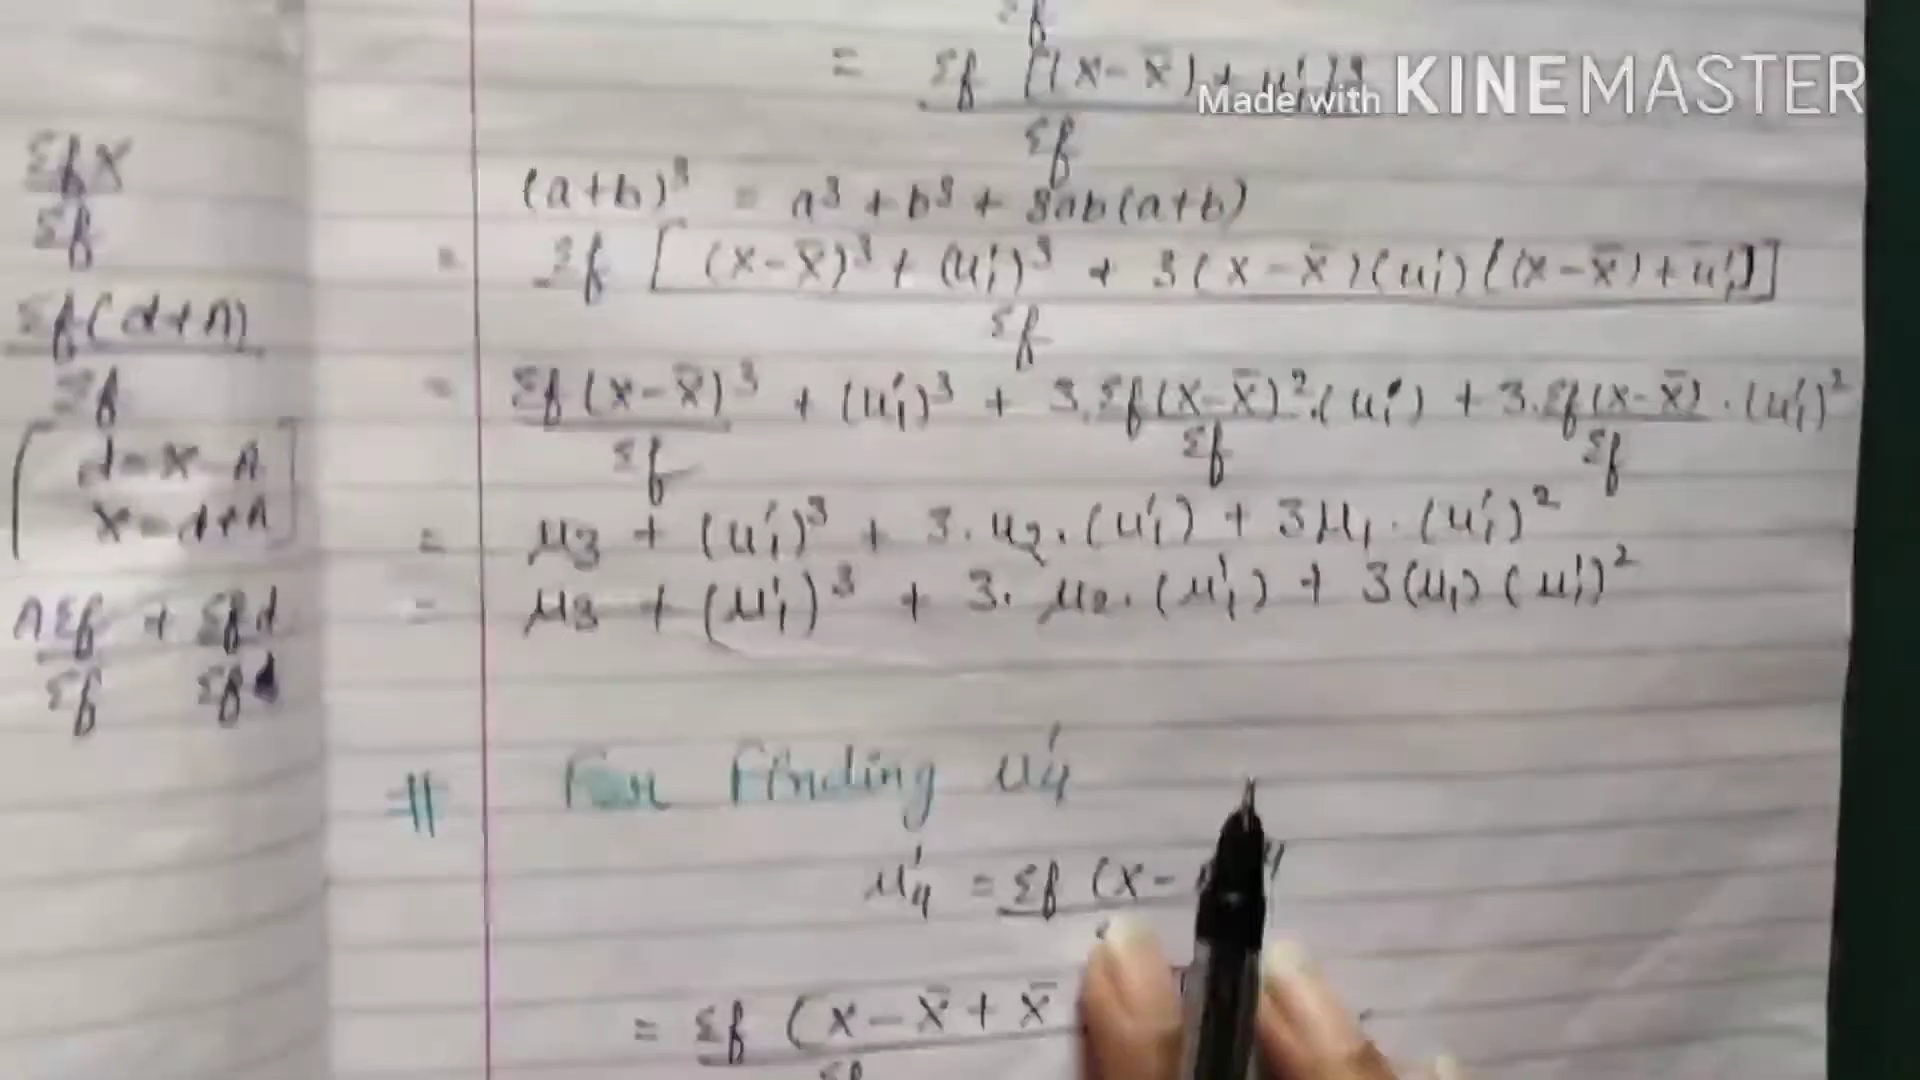 Σfx
Σf
Σf(d+A)
Σf
[d=x-A
x=d+A]
AΣf + Σfd
Σf Σfd
Σf
= Σf [(x-x̄) + μ'₁]³
Σf
Made with KINEMASTER
(a+b)³ = a³+b³+3ab(a+b)
= Σf [(x-x̄)³+(μ'₁)³ + 3(x-x̄)(μ'₁)[(x-x̄)+μ'₁]]
Σf
= Σf(x-x̄)³ + (μ'₁)³ + 3.Σf(x-x̄)².(μ'₁) + 3.Σf(x-x̄).(μ'₁)²
Σf Σf Σf
= μ₃ + (μ'₁)³ + 3.μ₂.(μ'₁) + 3μ₁.(μ'₁)²
= μ₃ + (μ'₁)³ + 3.μ₂.(μ'₁) + 3(μ₁)(μ'₁)²
# For Finding μ'₄
μ'₄ = Σf (x-
= Σf (x-x̄+x̄
Σf